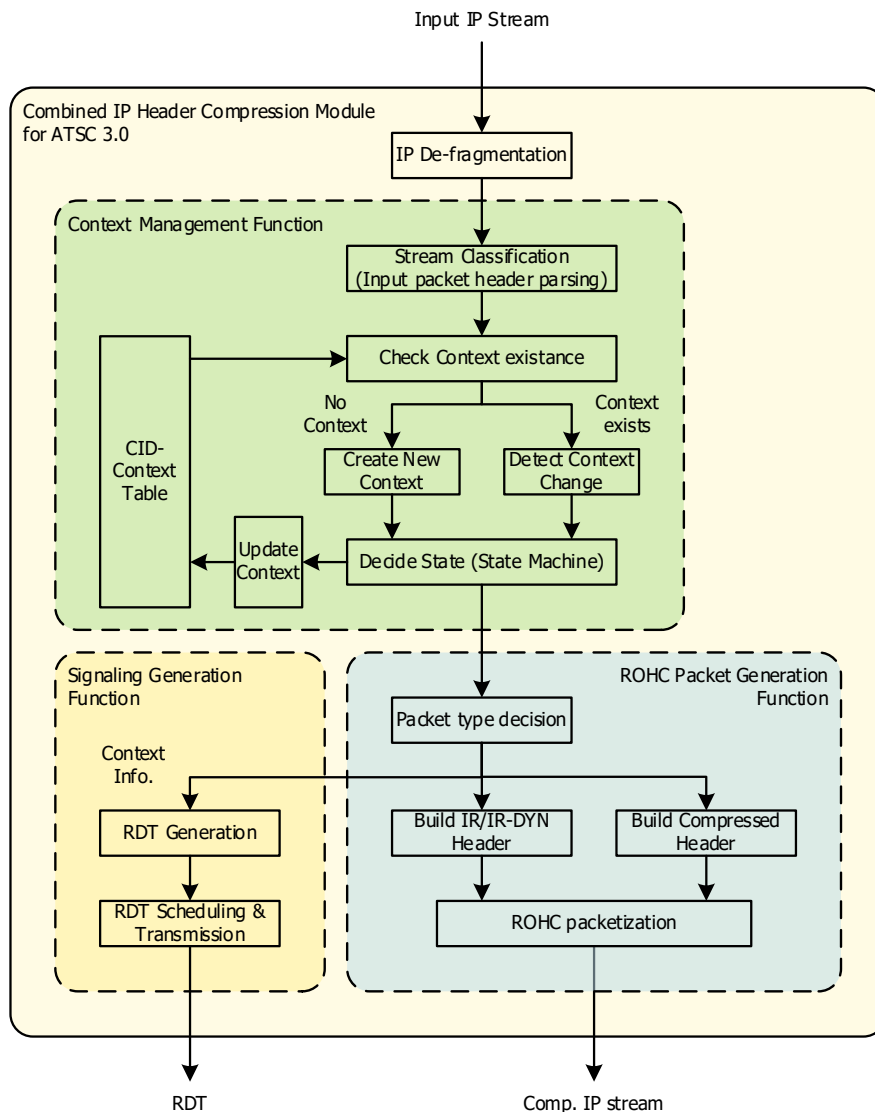 Input IP Stream
Combined IP Header Compression Module
for ATSC 3.0
IP De-fragmentation
Context Management Function
Stream Classification
(Input packet header parsing)
Check Context existance
No
Context
Context
exists
CID-
Context
Table
Create New
Context
Detect Context
Change
Update
Context
Decide State (State Machine)
Signaling Generation
Function
ROHC Packet Generation
Function
Packet type decision
Context
Info.
RDT Generation
Build IR/IR-DYN
Header
Build Compressed
Header
RDT Scheduling &
Transmission
ROHC packetization
RDT
Comp. IP stream